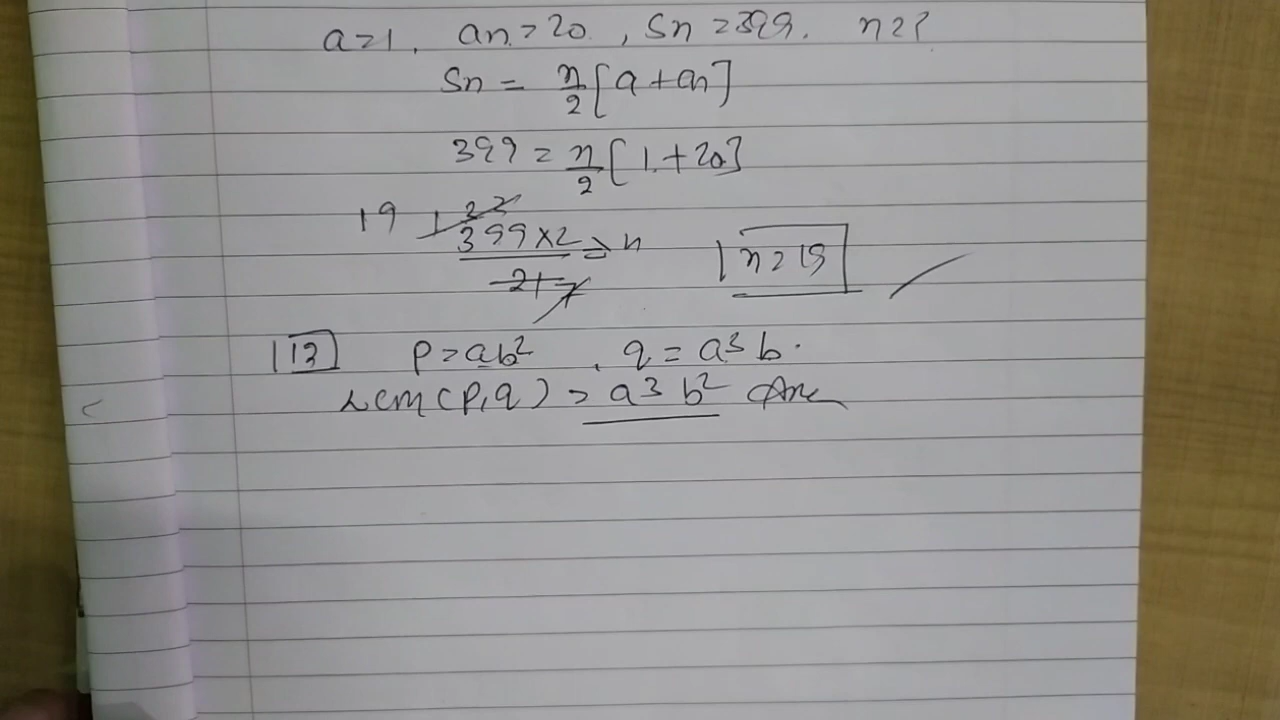 a=1, an=20, Sn=399. n=?
Sn = n/2[a+an]
399 = n/2[1+20]
19 399×2 = n n=19
21
13 p=ab², q=a3b.
LCM(p,q) = a3b² Ans